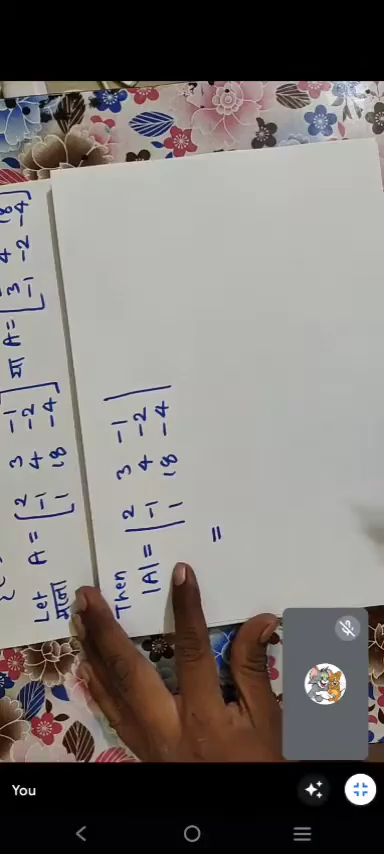 Let A = [ 2 3 -1
माना -1 4 -2
1 18 -4 ] या A = [
3 4 18
-1 -2 -4 ]
Then
|A| = | 2 3 -1
-1 4 -2
1 18 -4 |
=
You